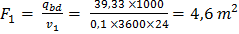 F₁ = q_bd / v₁ = 39,33 ×1000 / 0,1 ×3600×24 = 4,6 m²